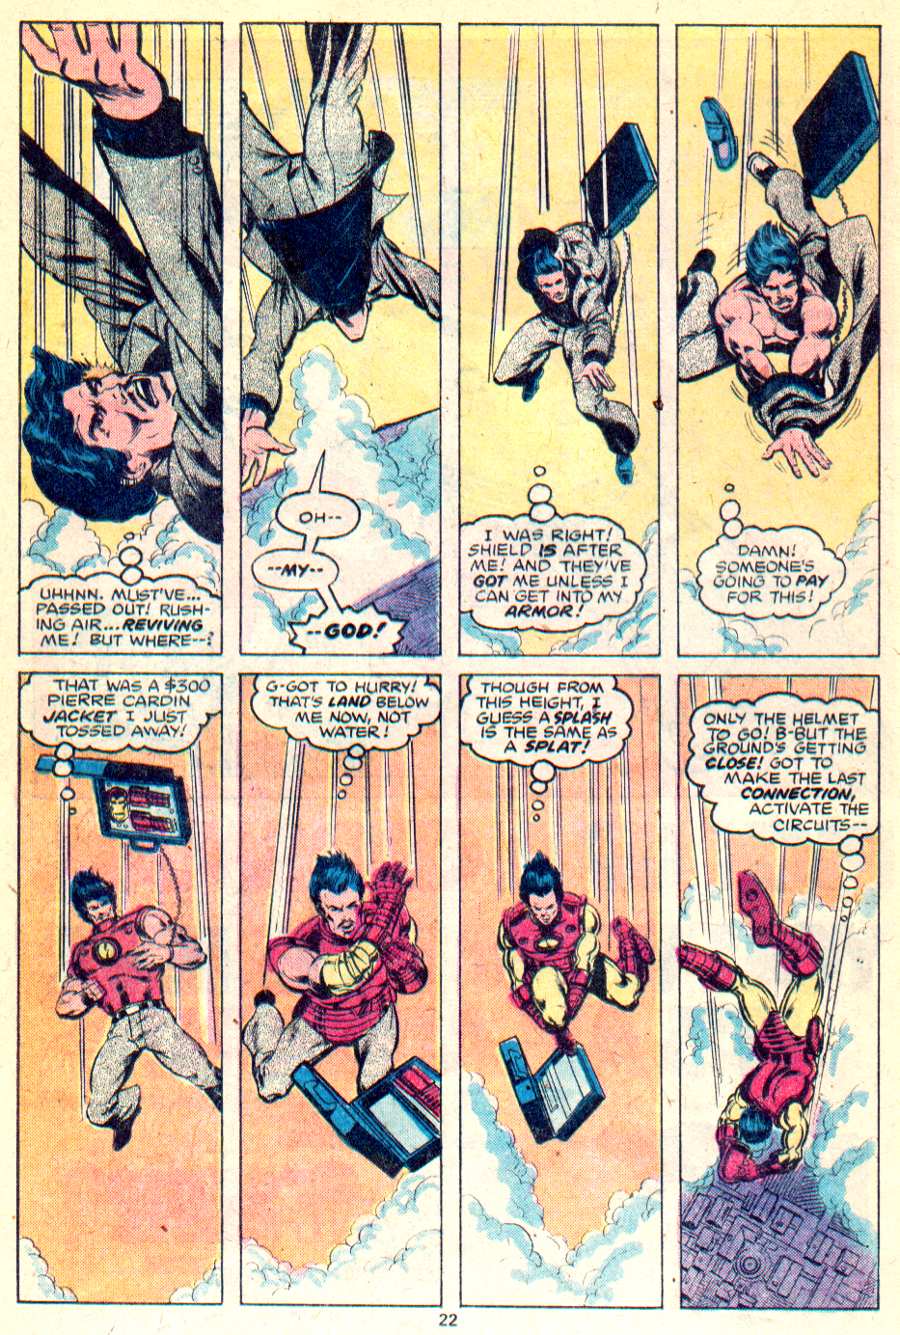 UHHNN. MUST'VE...
PASSED OUT! RUSH-
ING AIR...REVIVING
ME! BUT WHERE--?
OH--
--MY--
--GOD!
I WAS RIGHT!
SHIELD IS AFTER
ME! AND THEY'VE
GOT ME UNLESS I
CAN GET INTO MY
ARMOR!
DAMN!
SOMEONE'S
GOING TO PAY
FOR THIS!
THAT WAS A $300
PIERRE CARDIN
JACKET I JUST
TOSSED AWAY!
G-GOT TO HURRY!
THAT'S LAND BELOW
ME NOW, NOT
WATER!
THOUGH FROM
THIS HEIGHT, I
GUESS A SPLASH
IS THE SAME AS
A SPLAT!
ONLY THE HELMET
TO GO! B-BUT THE
GROUND'S GETTING
CLOSE! GOT TO
MAKE THE LAST
CONNECTION,
ACTIVATE THE
CIRCUITS--
22